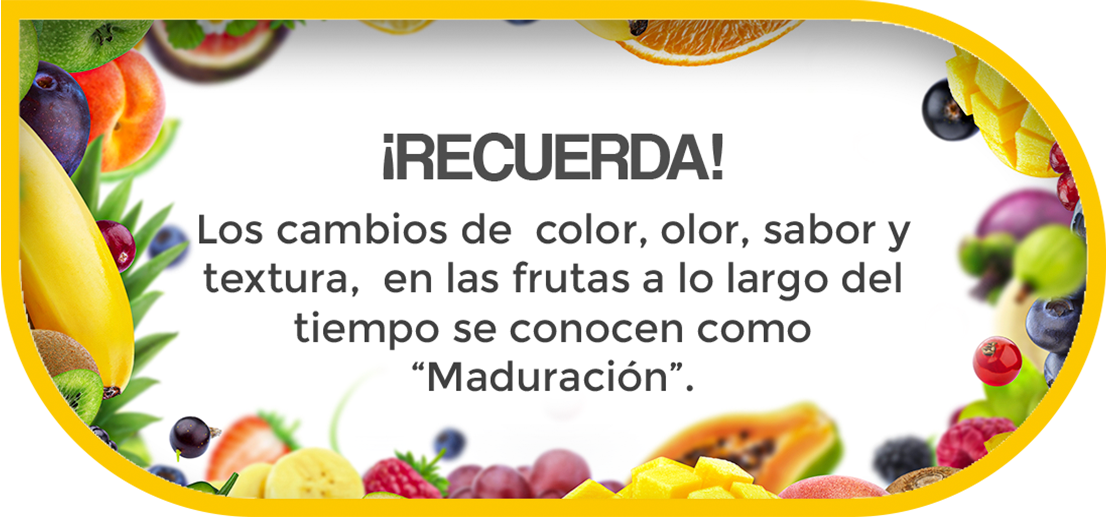 ¡RECUERDA!
Los cambios de  color, olor, sabor y
textura,  en las frutas a lo largo del
tiempo se conocen como
“Maduración”.